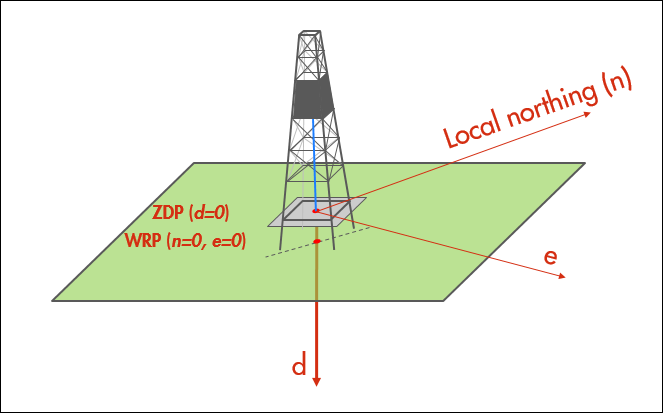 Local northing (n)
ZDP (d=0)
WRP (n=0, e=0)
e
d